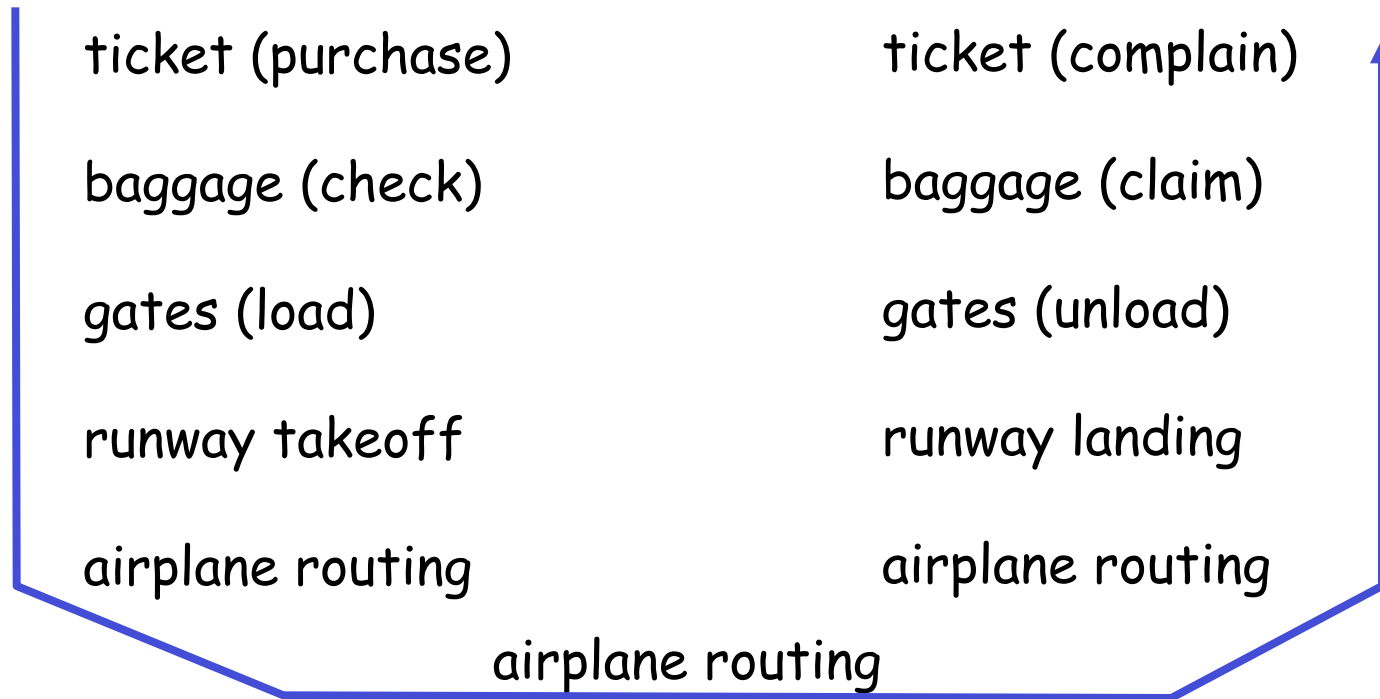 ticket (purchase)
baggage (check)
gates (load)
runway takeoff
airplane routing
ticket (complain)
baggage (claim)
gates (unload)
runway landing
airplane routing
airplane routing